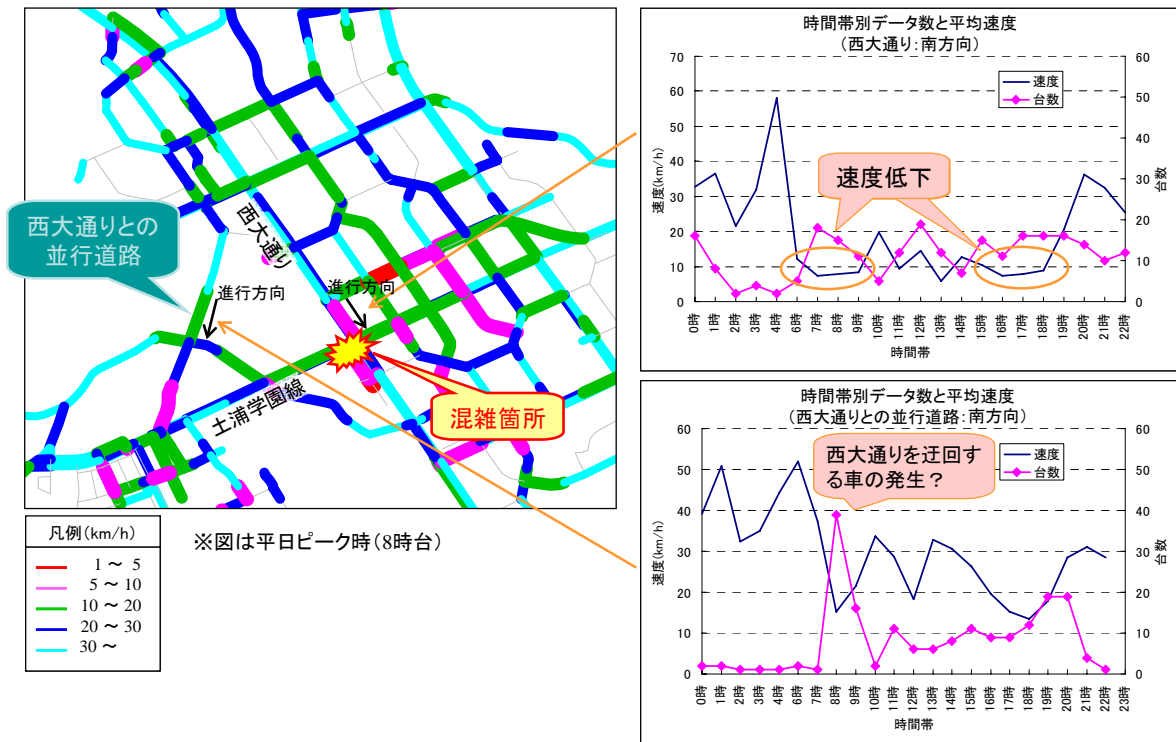 西大通りとの
並行道路
西大通り
進行方向
進行方向
土浦学園線
混雑箇所
凡例(km/h)
1 ～ 5
5 ～ 10
10 ～ 20
20 ～ 30
30 ～
※図は平日ピーク時(8時台)
時間帯別データ数と平均速度
(西大通り:南方向)
速度
台数
速度低下
速度(km/h)
台数
70
60
50
40
30
20
10
0
60
50
40
30
20
10
0
0時 1時 2時 3時 4時 6時 7時 8時 9時 10時 11時 12時 13時 14時 15時 16時 17時 18時 19時 20時 21時 22時
時間帯
時間帯別データ数と平均速度
(西大通りとの並行道路:南方向)
速度
台数
西大通りを迂回す
る車の発生？
速度(km/h)
台数
60
50
40
30
20
10
0
60
50
40
30
20
10
0
0時 1時 2時 3時 4時 6時 7時 8時 9時 10時 11時 12時 13時 14時 15時 16時 17時 18時 19時 20時 21時 22時 23時
時間帯